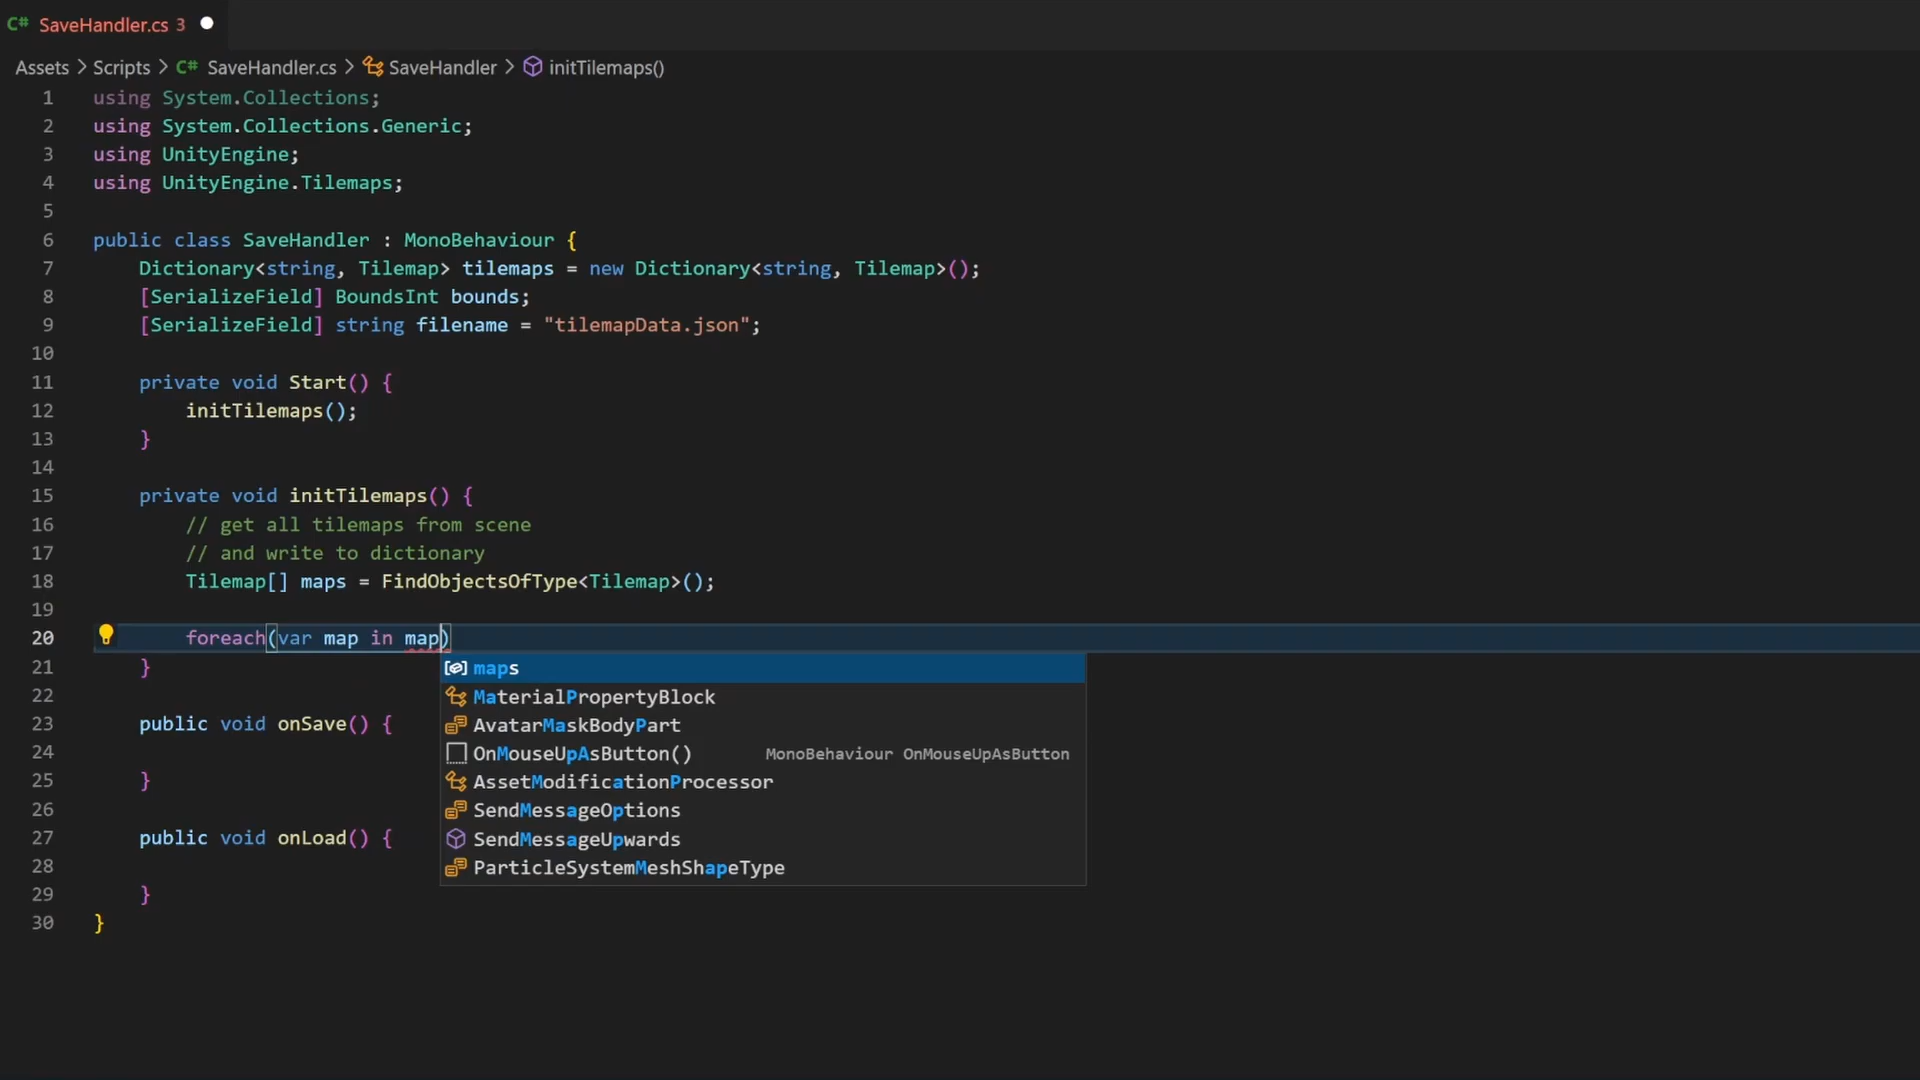 C# SaveHandler.cs 3
Assets > Scripts > C# SaveHandler.cs > SaveHandler > initTilemaps()
1 using System.Collections;
2 using System.Collections.Generic;
3 using UnityEngine;
4 using UnityEngine.Tilemaps;
5
6 public class SaveHandler : MonoBehaviour {
7 Dictionary<string, Tilemap> tilemaps = new Dictionary<string, Tilemap>();
8 [SerializeField] BoundsInt bounds;
9 [SerializeField] string filename = "tilemapData.json";
10
11 private void Start() {
12 initTilemaps();
13 }
14
15 private void initTilemaps() {
16 // get all tilemaps from scene
17 // and write to dictionary
18 Tilemap[] maps = FindObjectsOfType<Tilemap>();
19
20 foreach(var map in map)
21 }
maps
22
MaterialPropertyBlock
23 public void onSave() {
AvatarMaskBodyPart
24
OnMouseUpAsButton() MonoBehaviour OnMouseUpAsButton
25 }
AssetModificationProcessor
26
SendMessageOptions
27 public void onLoad() {
SendMessageUpwards
28
ParticleSystemMeshShapeType
29 }
30 }